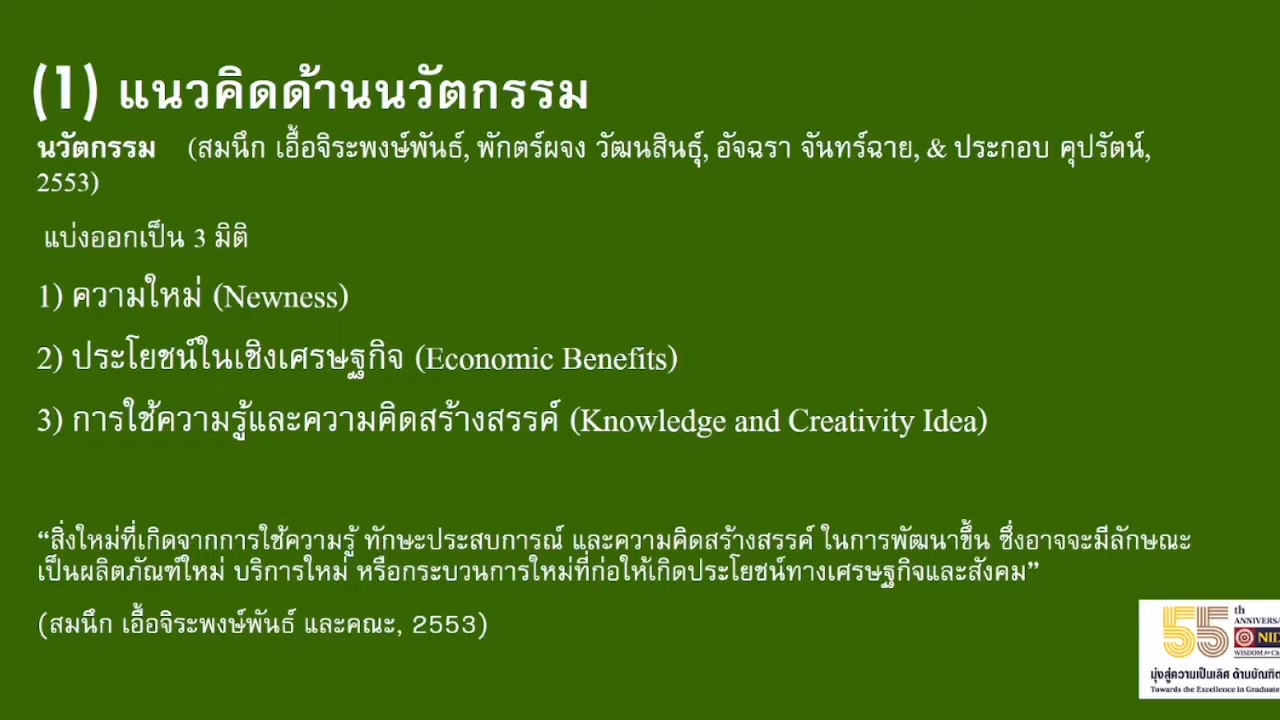 (1) แนวคิดด้านนวัตกรรม
นวัตกรรม (สมนึก เอื้อจิระพงษ์พันธ์, พักตร์ผจง วัฒนสินธุ์, อัจฉรา จันทร์ฉาย, & ประกอบ คุปรัตน์,
2553)
แบ่งออกเป็น 3 มิติ
1) ความใหม่ (Newness)
2) ประโยชน์ในเชิงเศรษฐกิจ (Economic Benefits)
3) การใช้ความรู้และความคิดสร้างสรรค์ (Knowledge and Creativity Idea)
“สิ่งใหม่ที่เกิดจากการใช้ความรู้ ทักษะประสบการณ์ และความคิดสร้างสรรค์ ในการพัฒนาขึ้น ซึ่งอาจจะมีลักษณะ
เป็นผลิตภัณฑ์ใหม่ บริการใหม่ หรือกระบวนการใหม่ที่ก่อให้เกิดประโยชน์ทางเศรษฐกิจและสังคม”
(สมนึก เอื้อจิระพงษ์พันธ์ และคณะ, 2553)
55 th
ANNIVERSA
NID
WISDOM for Ch
มุ่งสู่ความเป็นเลิศ ด้านบัณฑิต
Towards the Excellence in Graduate